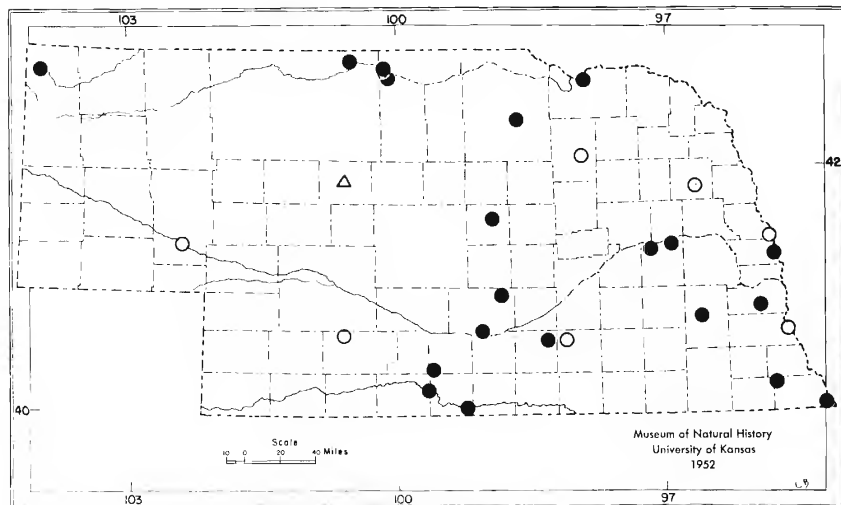 103 100 97
42
40
Scale
10 0 20 40 Miles
Museum of Natural History
University of Kansas
1952
LB
103 100 97